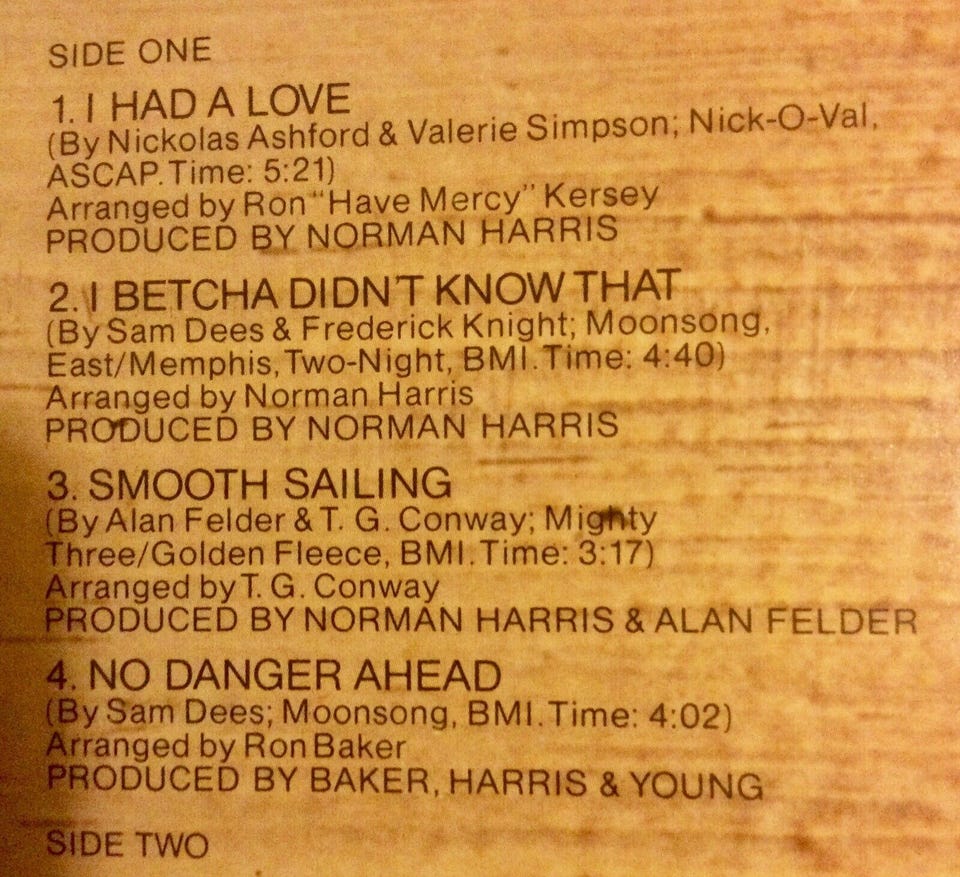 SIDE ONE
1. I HAD A LOVE
(By Nickolas Ashford & Valerie Simpson; Nick-O-Val,
ASCAP. Time: 5:21)
Arranged by Ron "Have Mercy" Kersey
PRODUCED BY NORMAN HARRIS
2. I BETCHA DIDN'T KNOW THAT
(By Sam Dees & Frederick Knight; Moonsong,
East/Memphis, Two-Night, BMI. Time: 4:40)
Arranged by Norman Harris
PRODUCED BY NORMAN HARRIS
3. SMOOTH SAILING
(By Alan Felder & T. G. Conway; Mighty
Three/Golden Fleece, BMI. Time: 3:17)
Arranged by T. G. Conway
PRODUCED BY NORMAN HARRIS & ALAN FELDER
4. NO DANGER AHEAD
(By Sam Dees; Moonsong, BMI. Time: 4:02)
Arranged by Ron Baker
PRODUCED BY BAKER, HARRIS & YOUNG
SIDE TWO